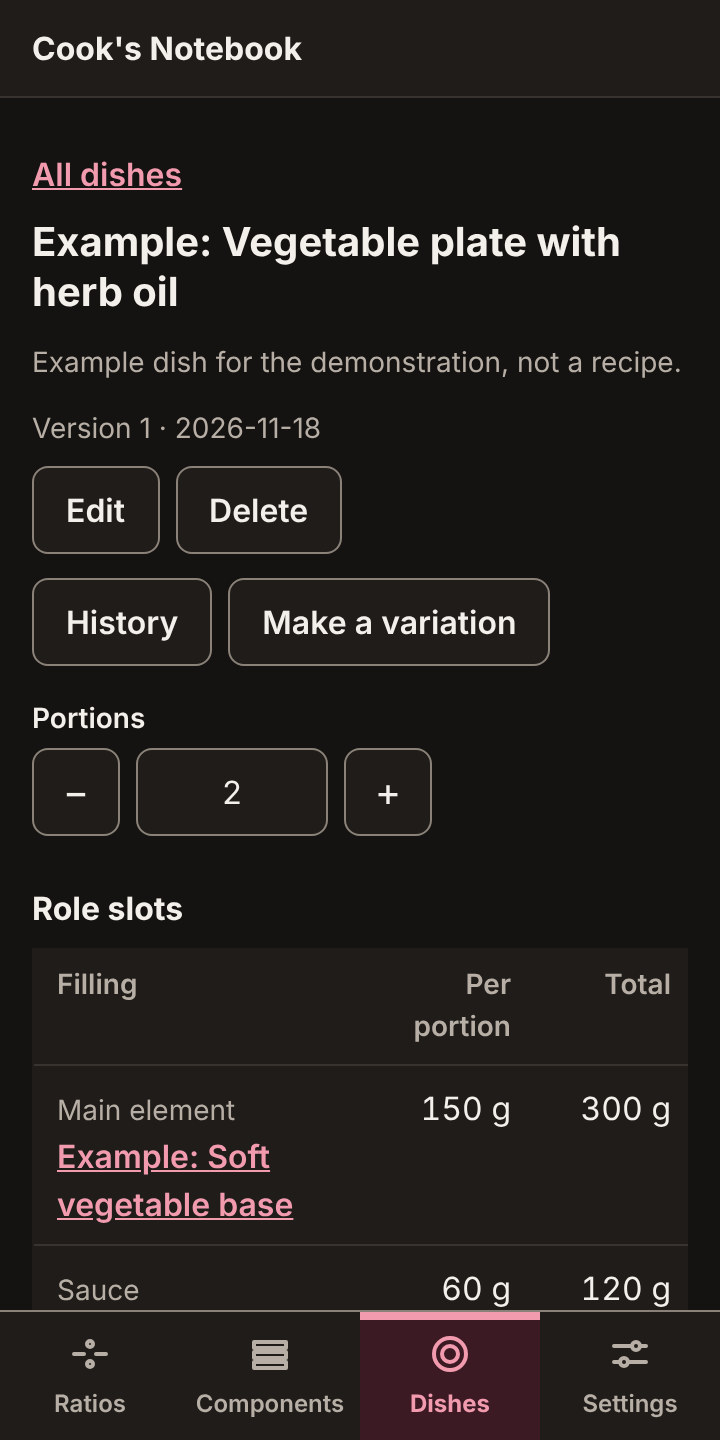 Cook's Notebook
All dishes
Example: Vegetable plate with
herb oil
Example dish for the demonstration, not a recipe.
Version 1 · 2026-11-18
Edit Delete
History Make a variation
Portions
− 2 +
Role slots
Filling Per Total
portion
Main element 150 g 300 g
Example: Soft
vegetable base
Sauce 60 g 120 g
Ratios Components Dishes Settings